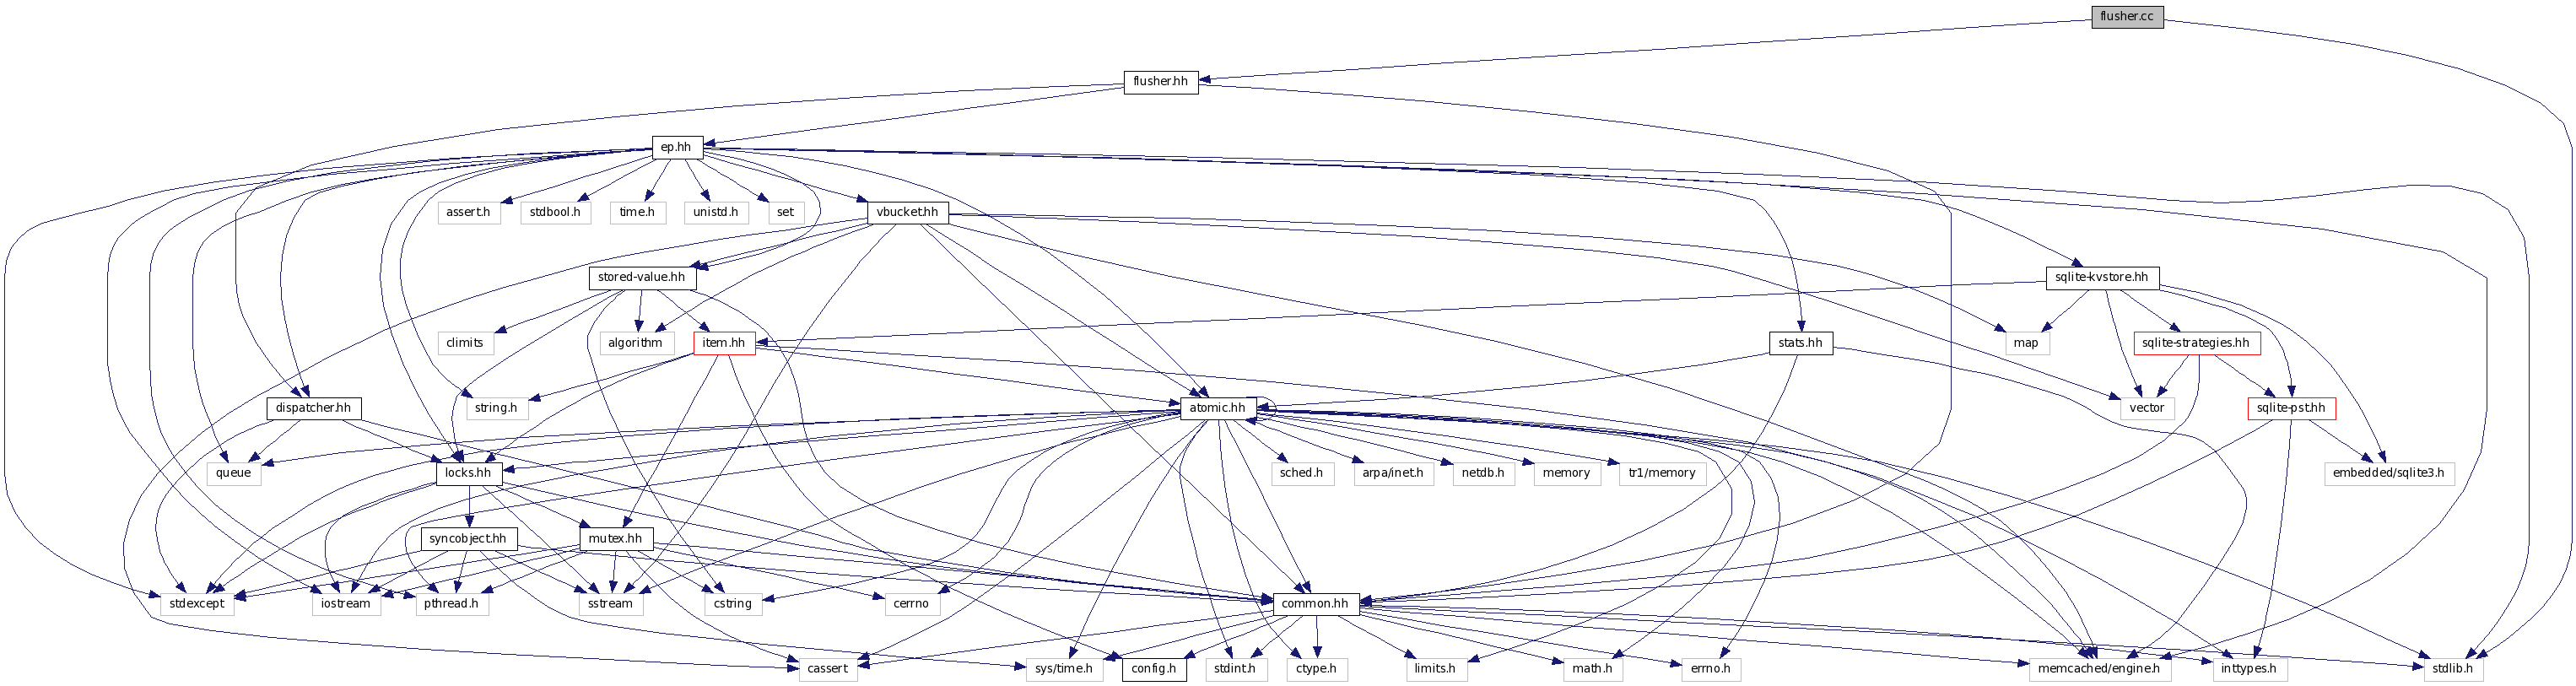 flusher.cc
flusher.hh
ep.hh
assert.h
stdbool.h
time.h
unistd.h
set
vbucket.hh
stored-value.hh
sqlite-kvstore.hh
climits
algorithm
item.hh
stats.hh
map
sqlite-strategies.hh
dispatcher.hh
string.h
atomic.hh
vector
sqlite-pst.hh
queue
locks.hh
sched.h
arpa/inet.h
netdb.h
memory
tr1/memory
embedded/sqlite3.h
syncobject.hh
mutex.hh
stdexcept
iostream
pthread.h
sstream
cstring
cerrno
common.hh
cassert
sys/time.h
config.h
stdint.h
ctype.h
limits.h
math.h
errno.h
memcached/engine.h
inttypes.h
stdlib.h